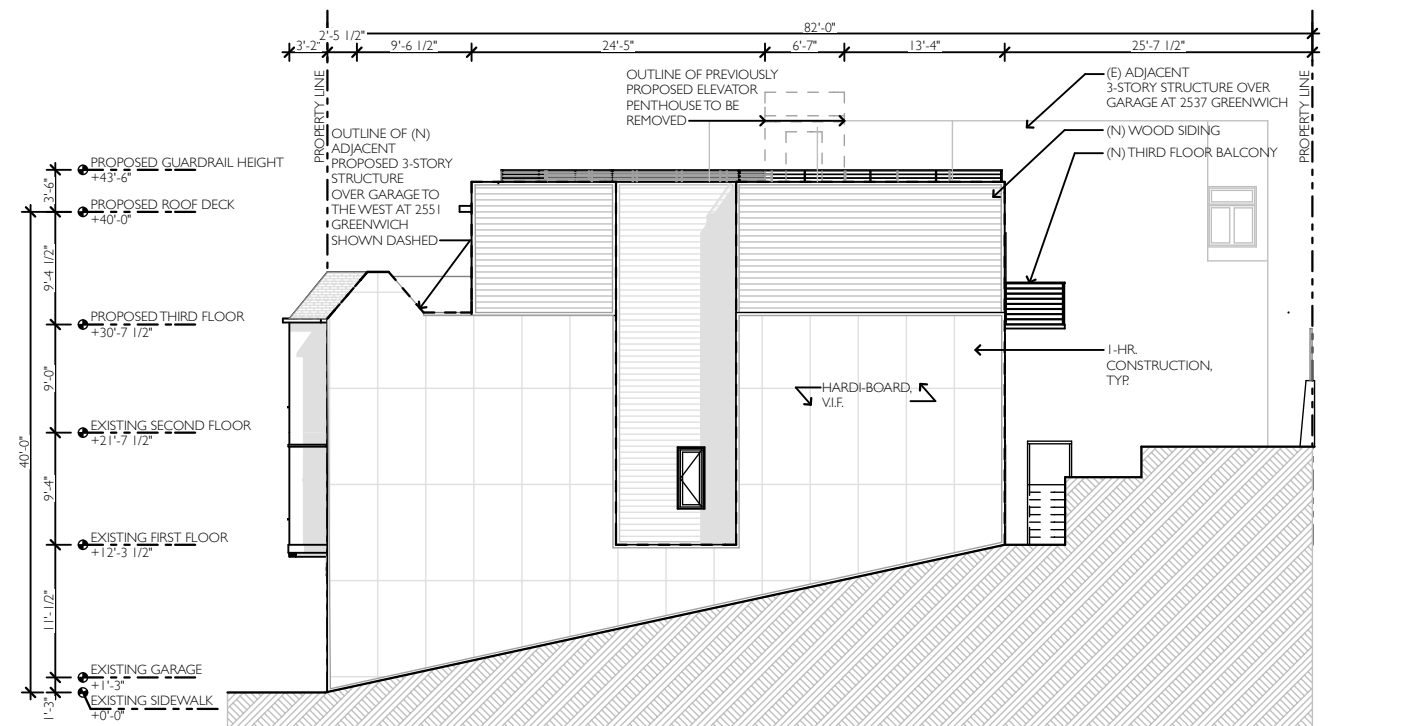 82'-0"
2'-5 1/2"
3'-2"
9'-6 1/2"
24'-5"
6'-7"
13'-4"
25'-7 1/2"
PROPERTY LINE
OUTLINE OF (N)
ADJACENT
PROPOSED 3-STORY
STRUCTURE
OVER GARAGE TO
THE WEST AT 2551
GREENWICH
SHOWN DASHED
OUTLINE OF PREVIOUSLY
PROPOSED ELEVATOR
PENTHOUSE TO BE
REMOVED
(E) ADJACENT
3-STORY STRUCTURE OVER
GARAGE AT 2537 GREENWICH
(N) WOOD SIDING
(N) THIRD FLOOR BALCONY
PROPERTY LINE
PROPOSED GUARDRAIL HEIGHT
+43'-6"
3'-6"
PROPOSED ROOF DECK
+40'-0"
9'-4 1/2"
PROPOSED THIRD FLOOR
+30'-7 1/2"
9'-0"
1-HR.
CONSTRUCTION,
TYP.
HARDI-BOARD,
V.I.F.
EXISTING SECOND FLOOR
+21'-7 1/2"
40'-0"
9'-4"
EXISTING FIRST FLOOR
+12'-3 1/2"
11'-1/2"
EXISTING GARAGE
+1'-3"
EXISTING SIDEWALK
+0'-0"
1'-3"